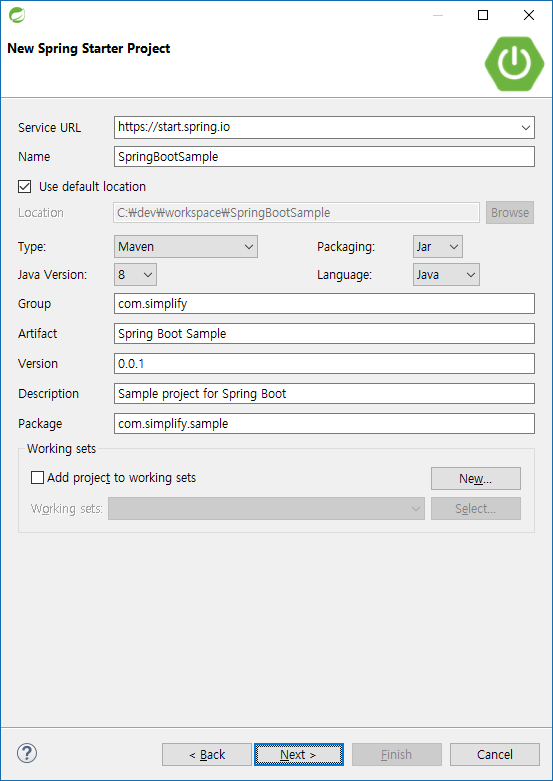 New Spring Starter Project
Service URL https://start.spring.io
Name SpringBootSample
Use default location
Location C:₩dev₩workspace₩SpringBootSample Browse
Type: Maven Packaging: Jar
Java Version: 8 Language: Java
Group com.simplify
Artifact Spring Boot Sample
Version 0.0.1
Description Sample project for Spring Boot
Package com.simplify.sample
Working sets
Add project to working sets New...
Working sets: Select...
? < Back Next > Finish Cancel